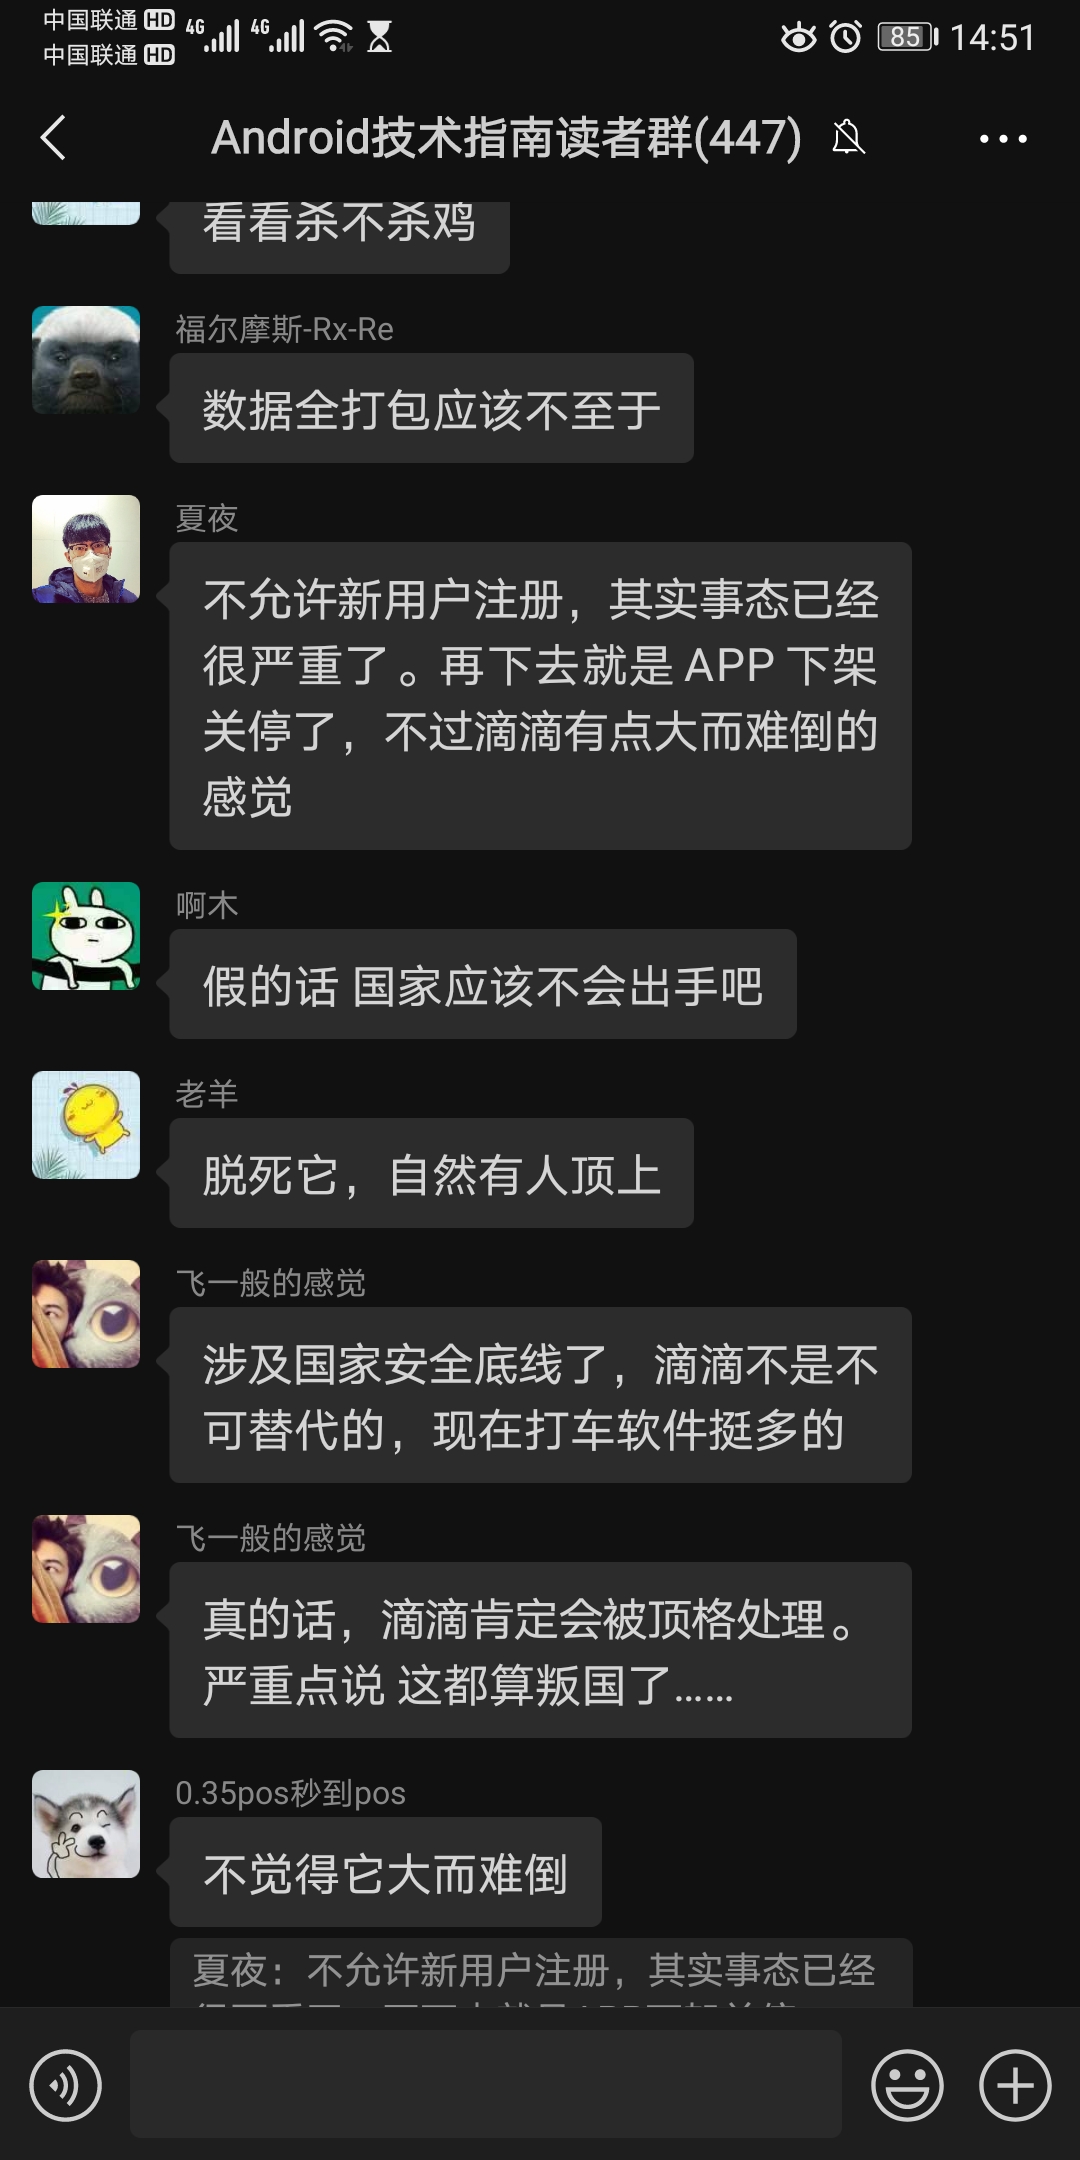 中国联通 HD 4G 4G 85 14:51
中国联通 HD
Android技术指南读者群(447)
看看杀不杀鸡
福尔摩斯-Rx-Re
数据全打包应该不至于
夏夜
不允许新用户注册，其实事态已经
很严重了。再下去就是APP下架
关停了，不过滴滴有点大而难倒的
感觉
啊木
假的话 国家应该不会出手吧
老羊
脱死它，自然有人顶上
飞一般的感觉
涉及国家安全底线了，滴滴不是不
可替代的，现在打车软件挺多的
飞一般的感觉
真的话，滴滴肯定会被顶格处理。
严重点说 这都算叛国了……
0.35pos秒到pos
不觉得它大而难倒
夏夜：不允许新用户注册，其实事态已经